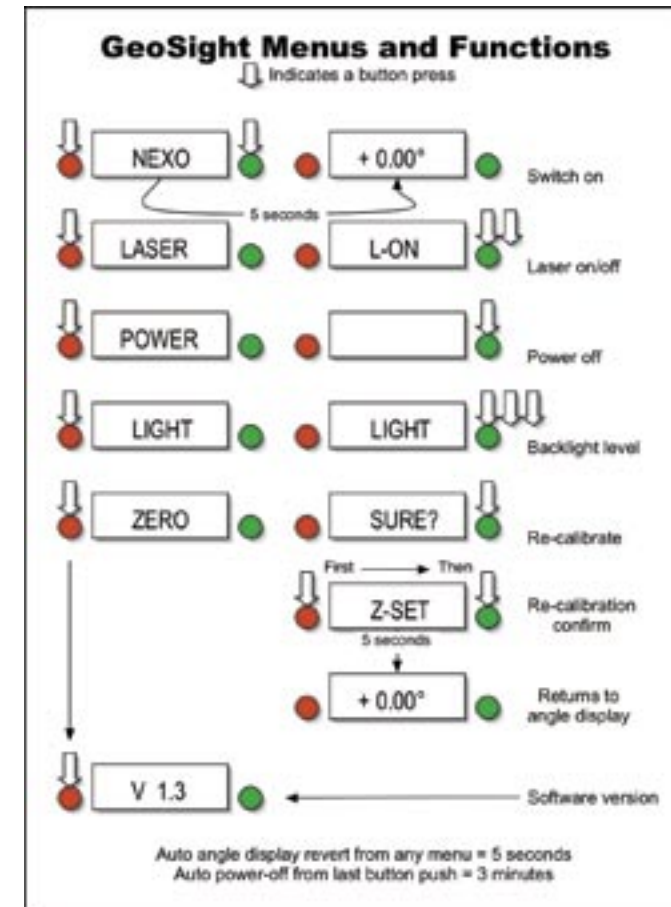 GeoSight Menus and Functions
Indicates a button press
NEXO
+ 0.00°
Switch on
5 seconds
LASER
L-ON
Laser on/off
POWER
Power off
LIGHT
LIGHT
Backlight level
ZERO
SURE?
Re-calibrate
First
Then
Z-SET
Re-calibration
confirm
5 seconds
+ 0.00°
Returns to
angle display
V 1.3
Software version
Auto angle display revert from any menu = 5 seconds
Auto power-off from last button push = 3 minutes